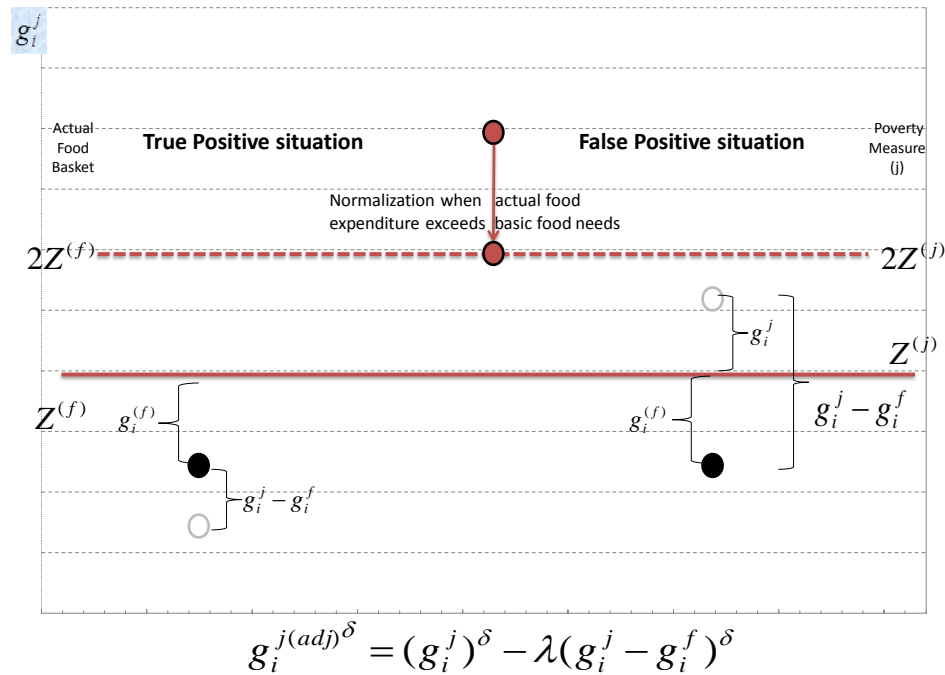 g_i^j
Actual
Food
Basket
True Positive situation
False Positive situation
Poverty
Measure
(j)
Normalization when actual food
expenditure exceeds basic food needs
2Z^(f)
2Z^(j)
g_i^j
Z^(j)
Z^(f)
g_i^(f)
g_i^(f)
g_i^j − g_i^f
g_i^j − g_i^f
g_i^{j(adj)^δ} = (g_i^j)^δ − λ(g_i^j − g_i^f)^δ